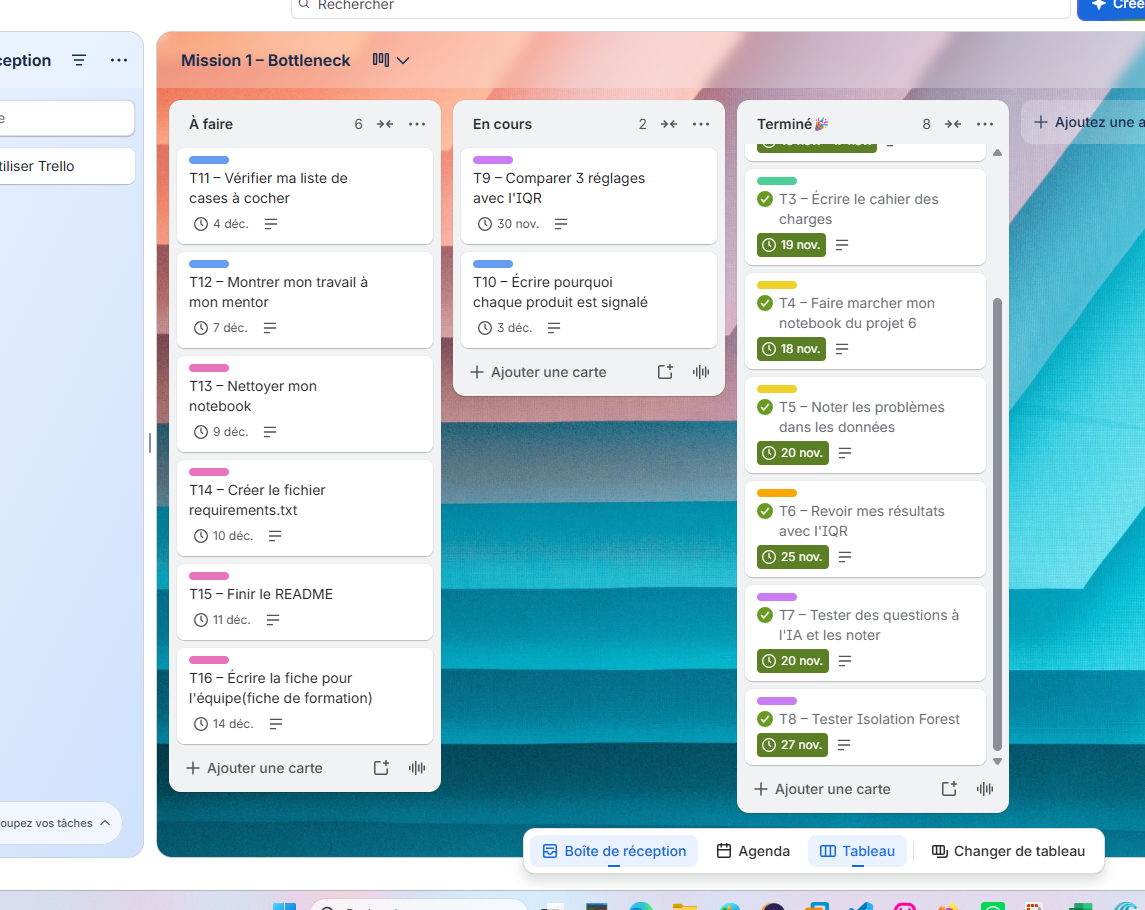 Rechercher
Mission 1 – Bottleneck
Utiliser Trello
À faire
6
T11 – Vérifier ma liste de
cases à cocher
4 déc.
T12 – Montrer mon travail à
mon mentor
7 déc.
T13 – Nettoyer mon
notebook
9 déc.
T14 – Créer le fichier
requirements.txt
10 déc.
T15 – Finir le README
11 déc.
T16 – Écrire la fiche pour
l'équipe(fiche de formation)
14 déc.
Ajouter une carte
En cours
2
T9 – Comparer 3 réglages
avec l'IQR
30 nov.
T10 – Écrire pourquoi
chaque produit est signalé
3 déc.
Ajouter une carte
Terminé🎉
8
T3 – Écrire le cahier des
charges
19 nov.
T4 – Faire marcher mon
notebook du projet 6
18 nov.
T5 – Noter les problèmes
dans les données
20 nov.
T6 – Revoir mes résultats
avec l'IQR
25 nov.
T7 – Tester des questions à
l'IA et les noter
20 nov.
T8 – Tester Isolation Forest
27 nov.
Ajouter une carte
Ajoutez une
vos tâches
Boîte de réception
Agenda
Tableau
Changer de tableau